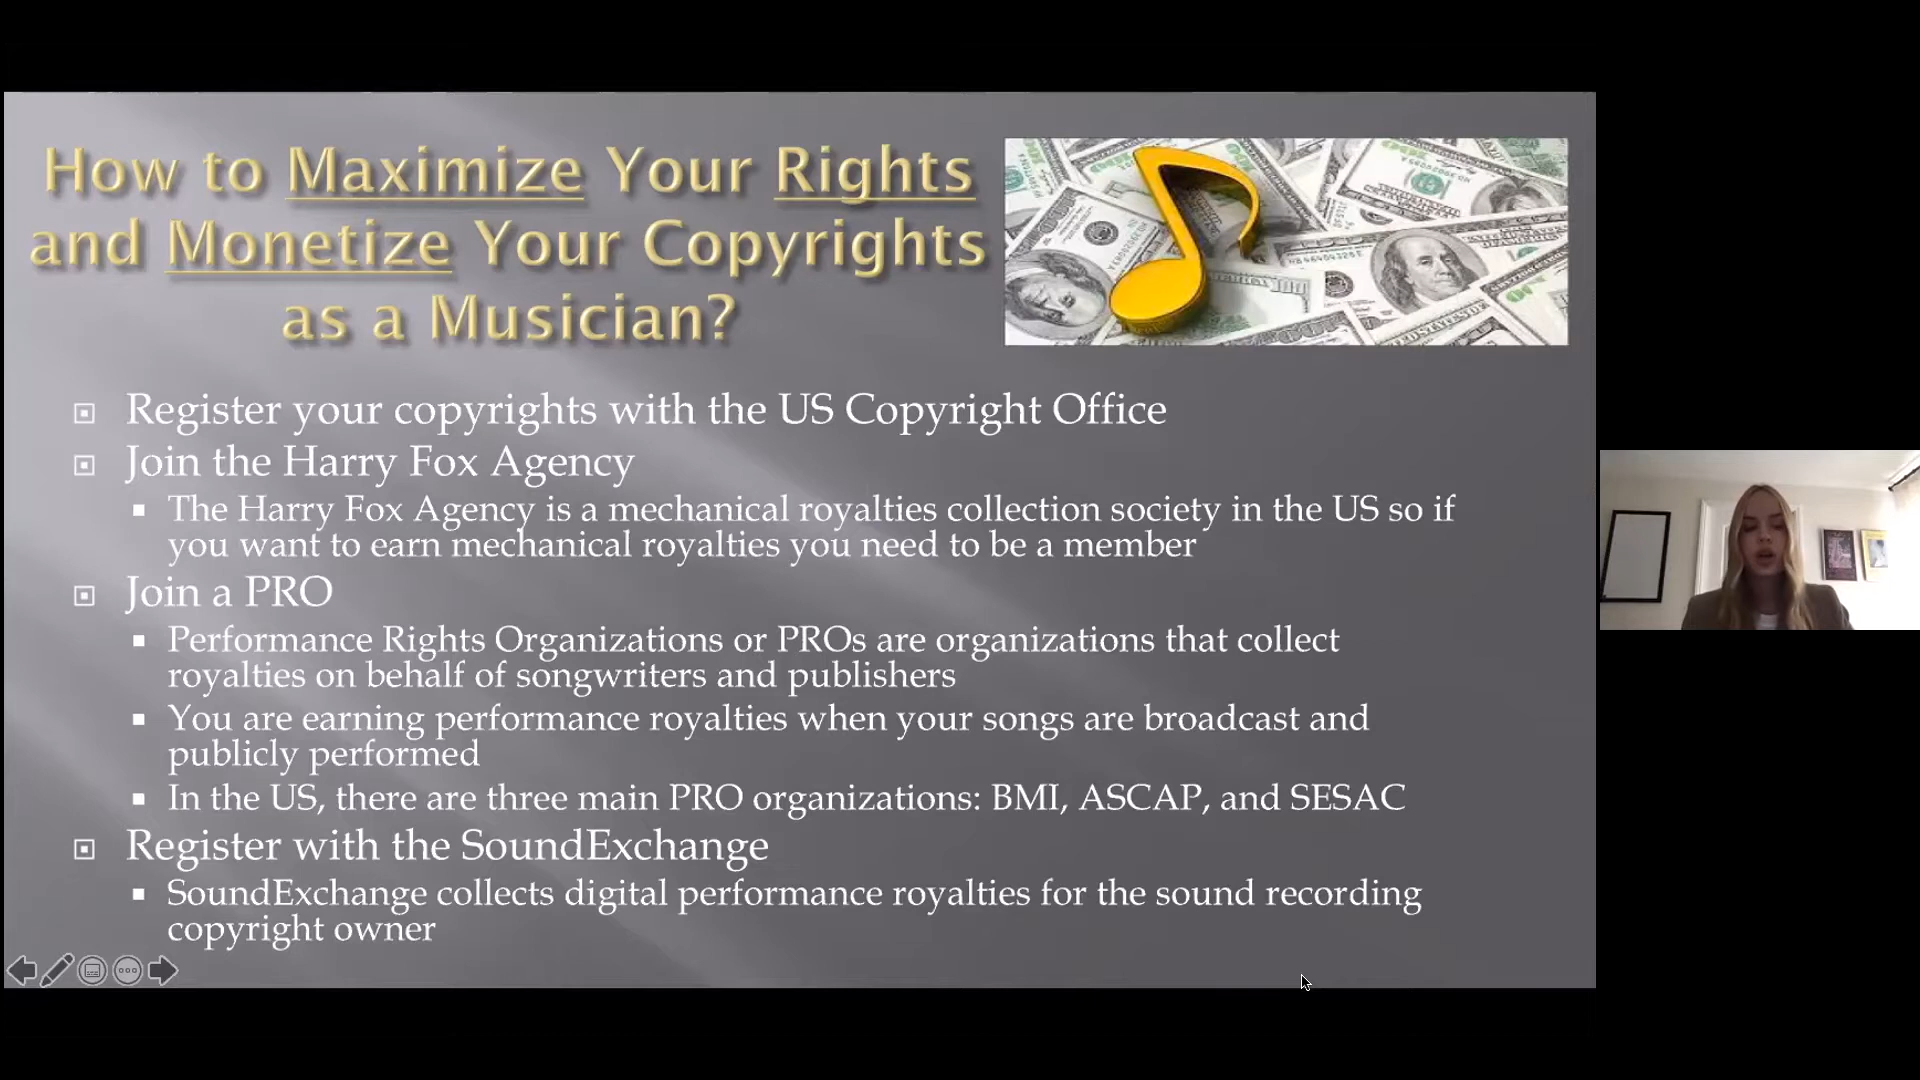 How to Maximize Your Rights
and Monetize Your Copyrights
as a Musician?
Register your copyrights with the US Copyright Office
Join the Harry Fox Agency
The Harry Fox Agency is a mechanical royalties collection society in the US so if
you want to earn mechanical royalties you need to be a member
Join a PRO
Performance Rights Organizations or PROs are organizations that collect
royalties on behalf of songwriters and publishers
You are earning performance royalties when your songs are broadcast and
publicly performed
In the US, there are three main PRO organizations: BMI, ASCAP, and SESAC
Register with the SoundExchange
SoundExchange collects digital performance royalties for the sound recording
copyright owner